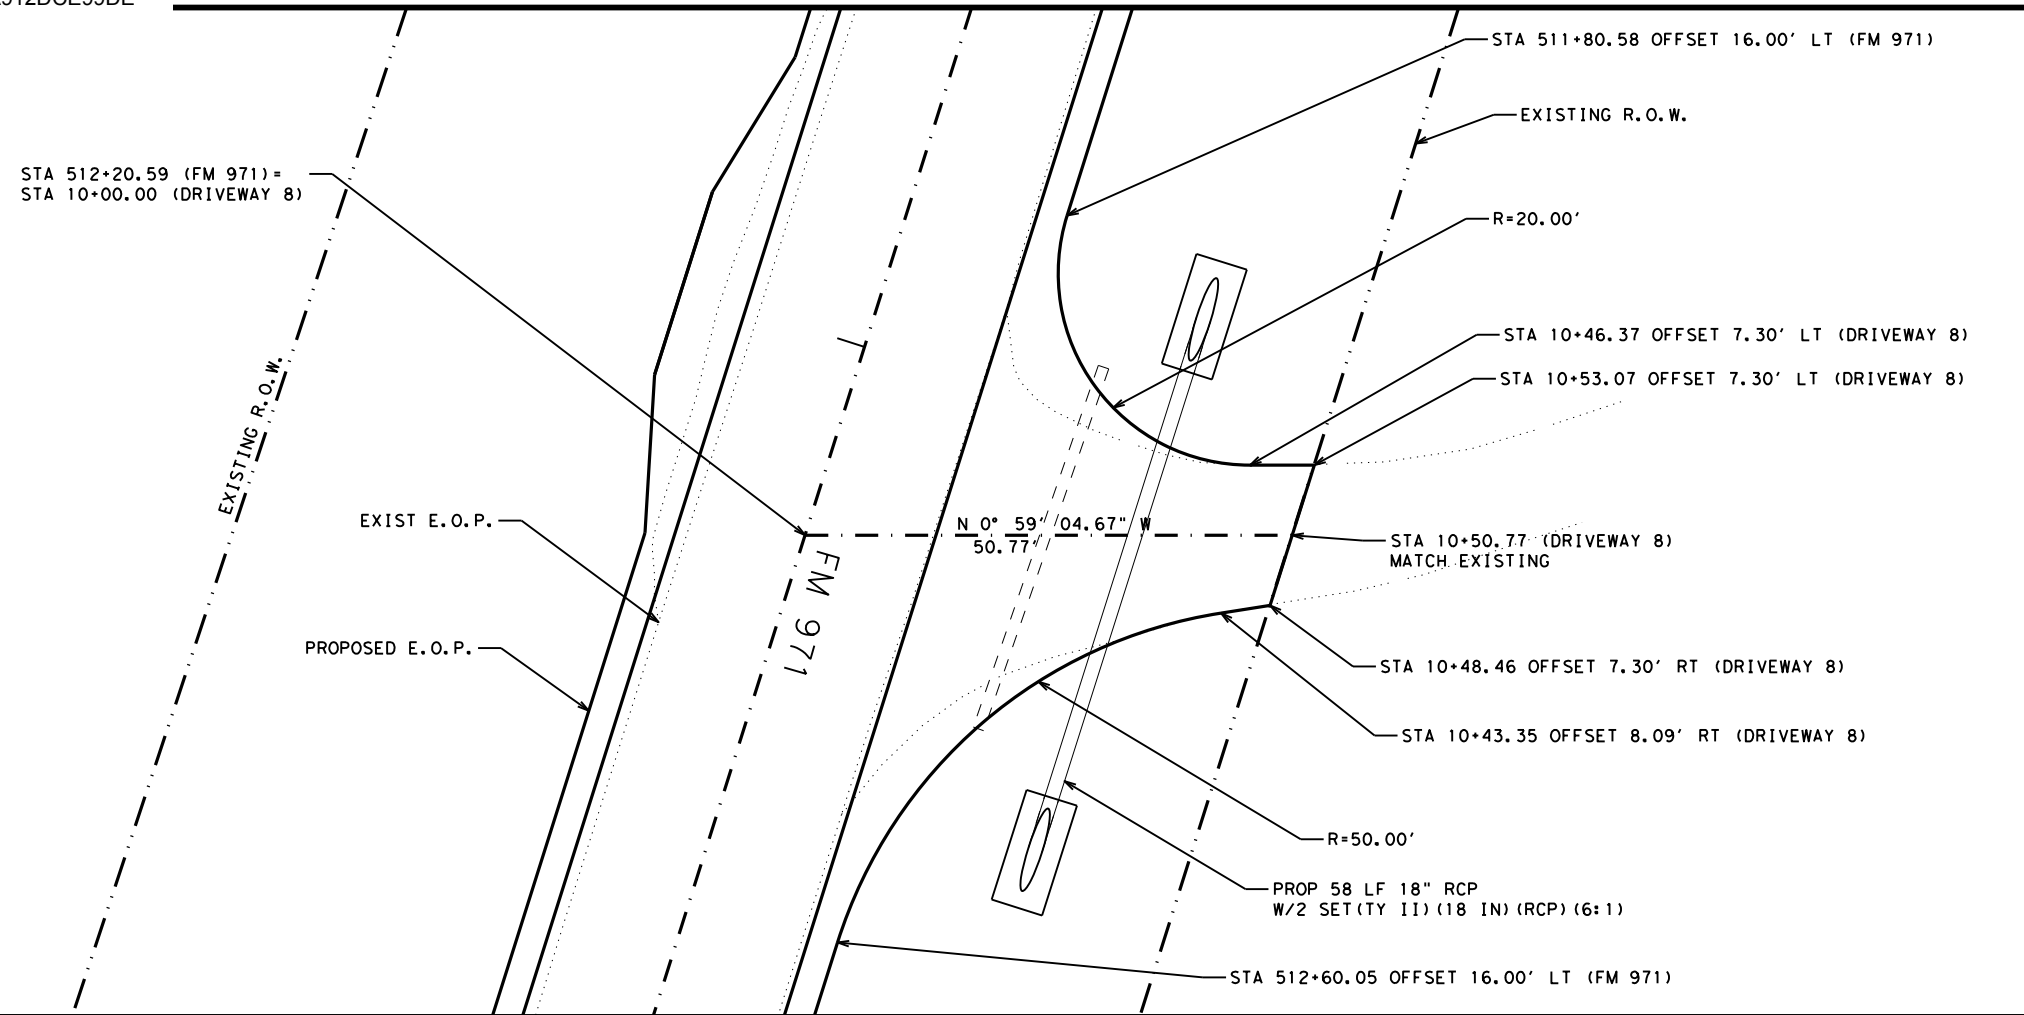 STA 511+80.58 OFFSET 16.00' LT (FM 971)
EXISTING R.O.W.
STA 512+20.59 (FM 971)=
STA 10+00.00 (DRIVEWAY 8)
R=20.00'
STA 10+46.37 OFFSET 7.30' LT (DRIVEWAY 8)
STA 10+53.07 OFFSET 7.30' LT (DRIVEWAY 8)
EXISTING R.O.W.
EXIST E.O.P.
N 0° 59' 04.67" W
50.77'
STA 10+50.77 (DRIVEWAY 8)
MATCH EXISTING
FM 971
PROPOSED E.O.P.
STA 10+48.46 OFFSET 7.30' RT (DRIVEWAY 8)
STA 10+43.35 OFFSET 8.09' RT (DRIVEWAY 8)
R=50.00'
PROP 58 LF 18" RCP
W/2 SET(TY II)(18 IN)(RCP)(6:1)
STA 512+60.05 OFFSET 16.00' LT (FM 971)